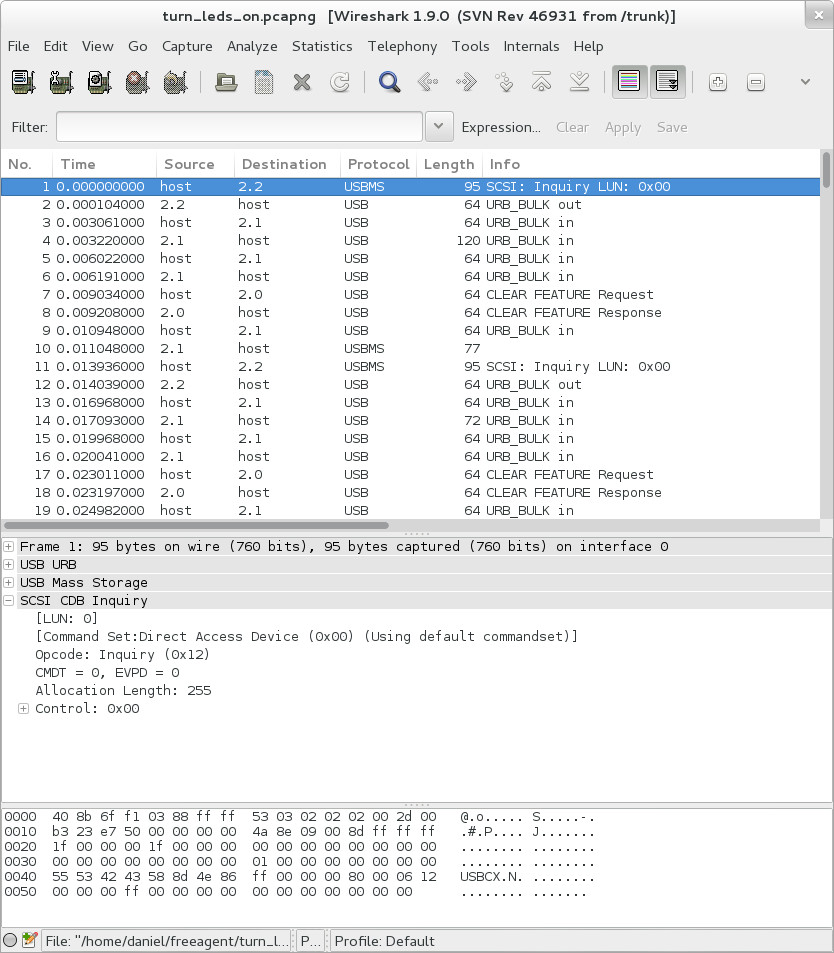 turn_leds_on.pcapng [Wireshark 1.9.0 (SVN Rev 46931 from /trunk)]
File Edit View Go Capture Analyze Statistics Telephony Tools Internals Help
Filter: Expression... Clear Apply Save
No. Time Source Destination Protocol Length Info
1 0.000000000 host 2.2 USBMS 95 SCSI: Inquiry LUN: 0x00
2 0.000104000 2.2 host USB 64 URB_BULK out
3 0.003061000 host 2.1 USB 64 URB_BULK in
4 0.003220000 2.1 host USB 120 URB_BULK in
5 0.006022000 host 2.1 USB 64 URB_BULK in
6 0.006191000 2.1 host USB 64 URB_BULK in
7 0.009034000 host 2.0 USB 64 CLEAR FEATURE Request
8 0.009208000 2.0 host USB 64 CLEAR FEATURE Response
9 0.010948000 host 2.1 USB 64 URB_BULK in
10 0.011048000 2.1 host USBMS 77
11 0.013936000 host 2.2 USBMS 95 SCSI: Inquiry LUN: 0x00
12 0.014039000 2.2 host USB 64 URB_BULK out
13 0.016968000 host 2.1 USB 64 URB_BULK in
14 0.017093000 2.1 host USB 72 URB_BULK in
15 0.019968000 host 2.1 USB 64 URB_BULK in
16 0.020041000 2.1 host USB 64 URB_BULK in
17 0.023011000 host 2.0 USB 64 CLEAR FEATURE Request
18 0.023197000 2.0 host USB 64 CLEAR FEATURE Response
19 0.024982000 host 2.1 USB 64 URB_BULK in
Frame 1: 95 bytes on wire (760 bits), 95 bytes captured (760 bits) on interface 0
USB URB
USB Mass Storage
SCSI CDB Inquiry
[LUN: 0]
[Command Set:Direct Access Device (0x00) (Using default commandset)]
Opcode: Inquiry (0x12)
CMDT = 0, EVPD = 0
Allocation Length: 255
Control: 0x00
0000 40 8b 6f f1 03 88 ff ff 53 03 02 02 02 00 2d 00 @.o..... S.....-.
0010 b3 23 e7 50 00 00 00 00 4a 8e 09 00 8d ff ff ff .#.P.... J.......
0020 1f 00 00 00 1f 00 00 00 00 00 00 00 00 00 00 00 ........ ........
0030 00 00 00 00 00 00 00 00 01 00 00 00 00 00 00 00 ........ ........
0040 55 53 42 43 58 8d 4e 86 ff 00 00 00 80 00 06 12 USBCX.N. ........
0050 00 00 00 ff 00 00 00 00 00 00 00 00 00 00 00 ........ .......
File: "/home/daniel/freeagent/turn_l... P... Profile: Default